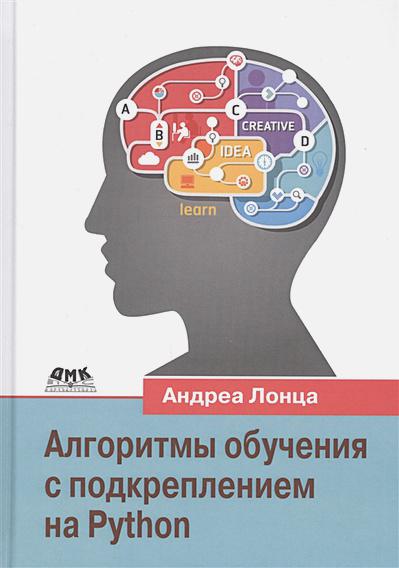 A
B
C
CREATIVE
IDEA
D
learn
ДМК
Андреа Лонца
Алгоритмы обучения
с подкреплением
на Python